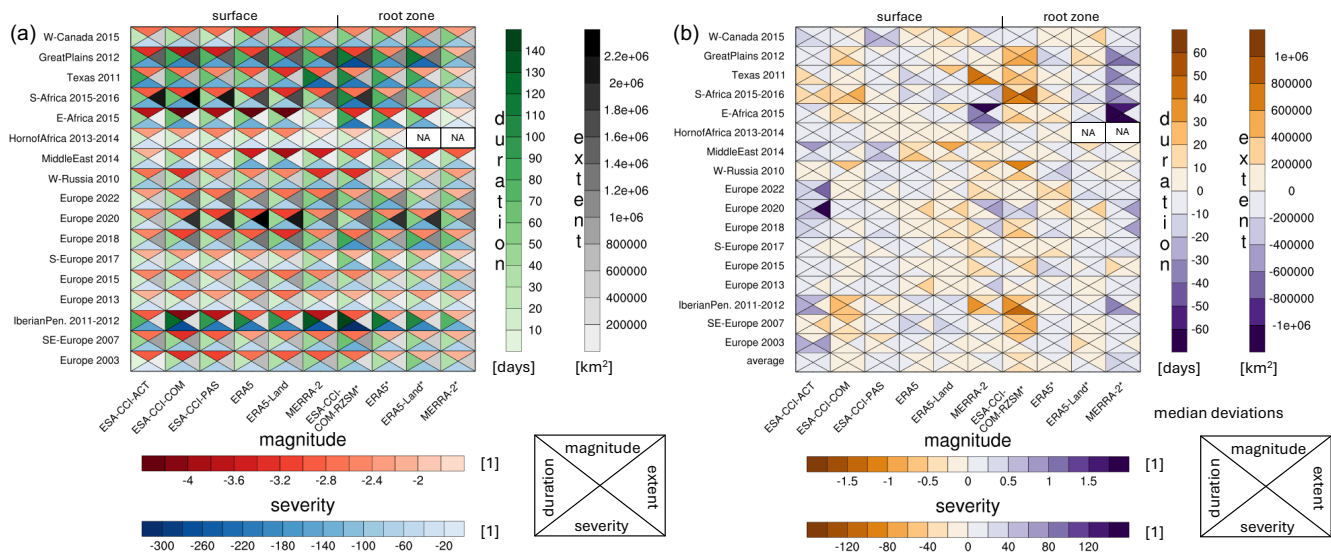 surface
root zone
(a)
W-Canada 2015
GreatPlains 2012
Texas 2011
S-Africa 2015-2016
E-Africa 2015
HornofAfrica 2013-2014
NA
NA
MiddleEast 2014
W-Russia 2010
Europe 2022
Europe 2020
Europe 2018
S-Europe 2017
Europe 2015
Europe 2013
IberianPen. 2011-2012
SE-Europe 2007
Europe 2003
ESA-CCI-ACT
ESA-CCI-COM
ESA-CCI-PAS
ERA5
ERA5-Land
MERRA-2
ESA-CCI-
COM-RZSM*
ERA5*
ERA5-Land*
MERRA-2*
duration
140
130
120
110
100
90
80
70
60
50
40
30
20
10
[days]
extent
2.2e+06
2e+06
1.8e+06
1.6e+06
1.4e+06
1.2e+06
1e+06
800000
600000
400000
200000
[km²]
magnitude
-4
-3.6
-3.2
-2.8
-2.4
-2
[1]
severity
-300
-260
-220
-180
-140
-100
-60
-20
[1]
magnitude
duration
extent
severity
surface
root zone
(b)
W-Canada 2015
GreatPlains 2012
Texas 2011
S-Africa 2015-2016
E-Africa 2015
HornofAfrica 2013-2014
NA
NA
MiddleEast 2014
W-Russia 2010
Europe 2022
Europe 2020
Europe 2018
S-Europe 2017
Europe 2015
Europe 2013
IberianPen. 2011-2012
SE-Europe 2007
Europe 2003
average
ESA-CCI-ACT
ESA-CCI-COM
ESA-CCI-PAS
ERA5
ERA5-Land
MERRA-2
ESA-CCI-
COM-RZSM*
ERA5*
ERA5-Land*
MERRA-2*
duration
60
50
40
30
20
10
0
-10
-20
-30
-40
-50
-60
[days]
extent
1e+06
800000
600000
400000
200000
0
-200000
-400000
-600000
-800000
-1e+06
[km²]
median deviations
magnitude
-1.5
-1
-0.5
0
0.5
1
1.5
[1]
severity
-120
-80
-40
0
40
80
120
[1]
magnitude
duration
extent
severity